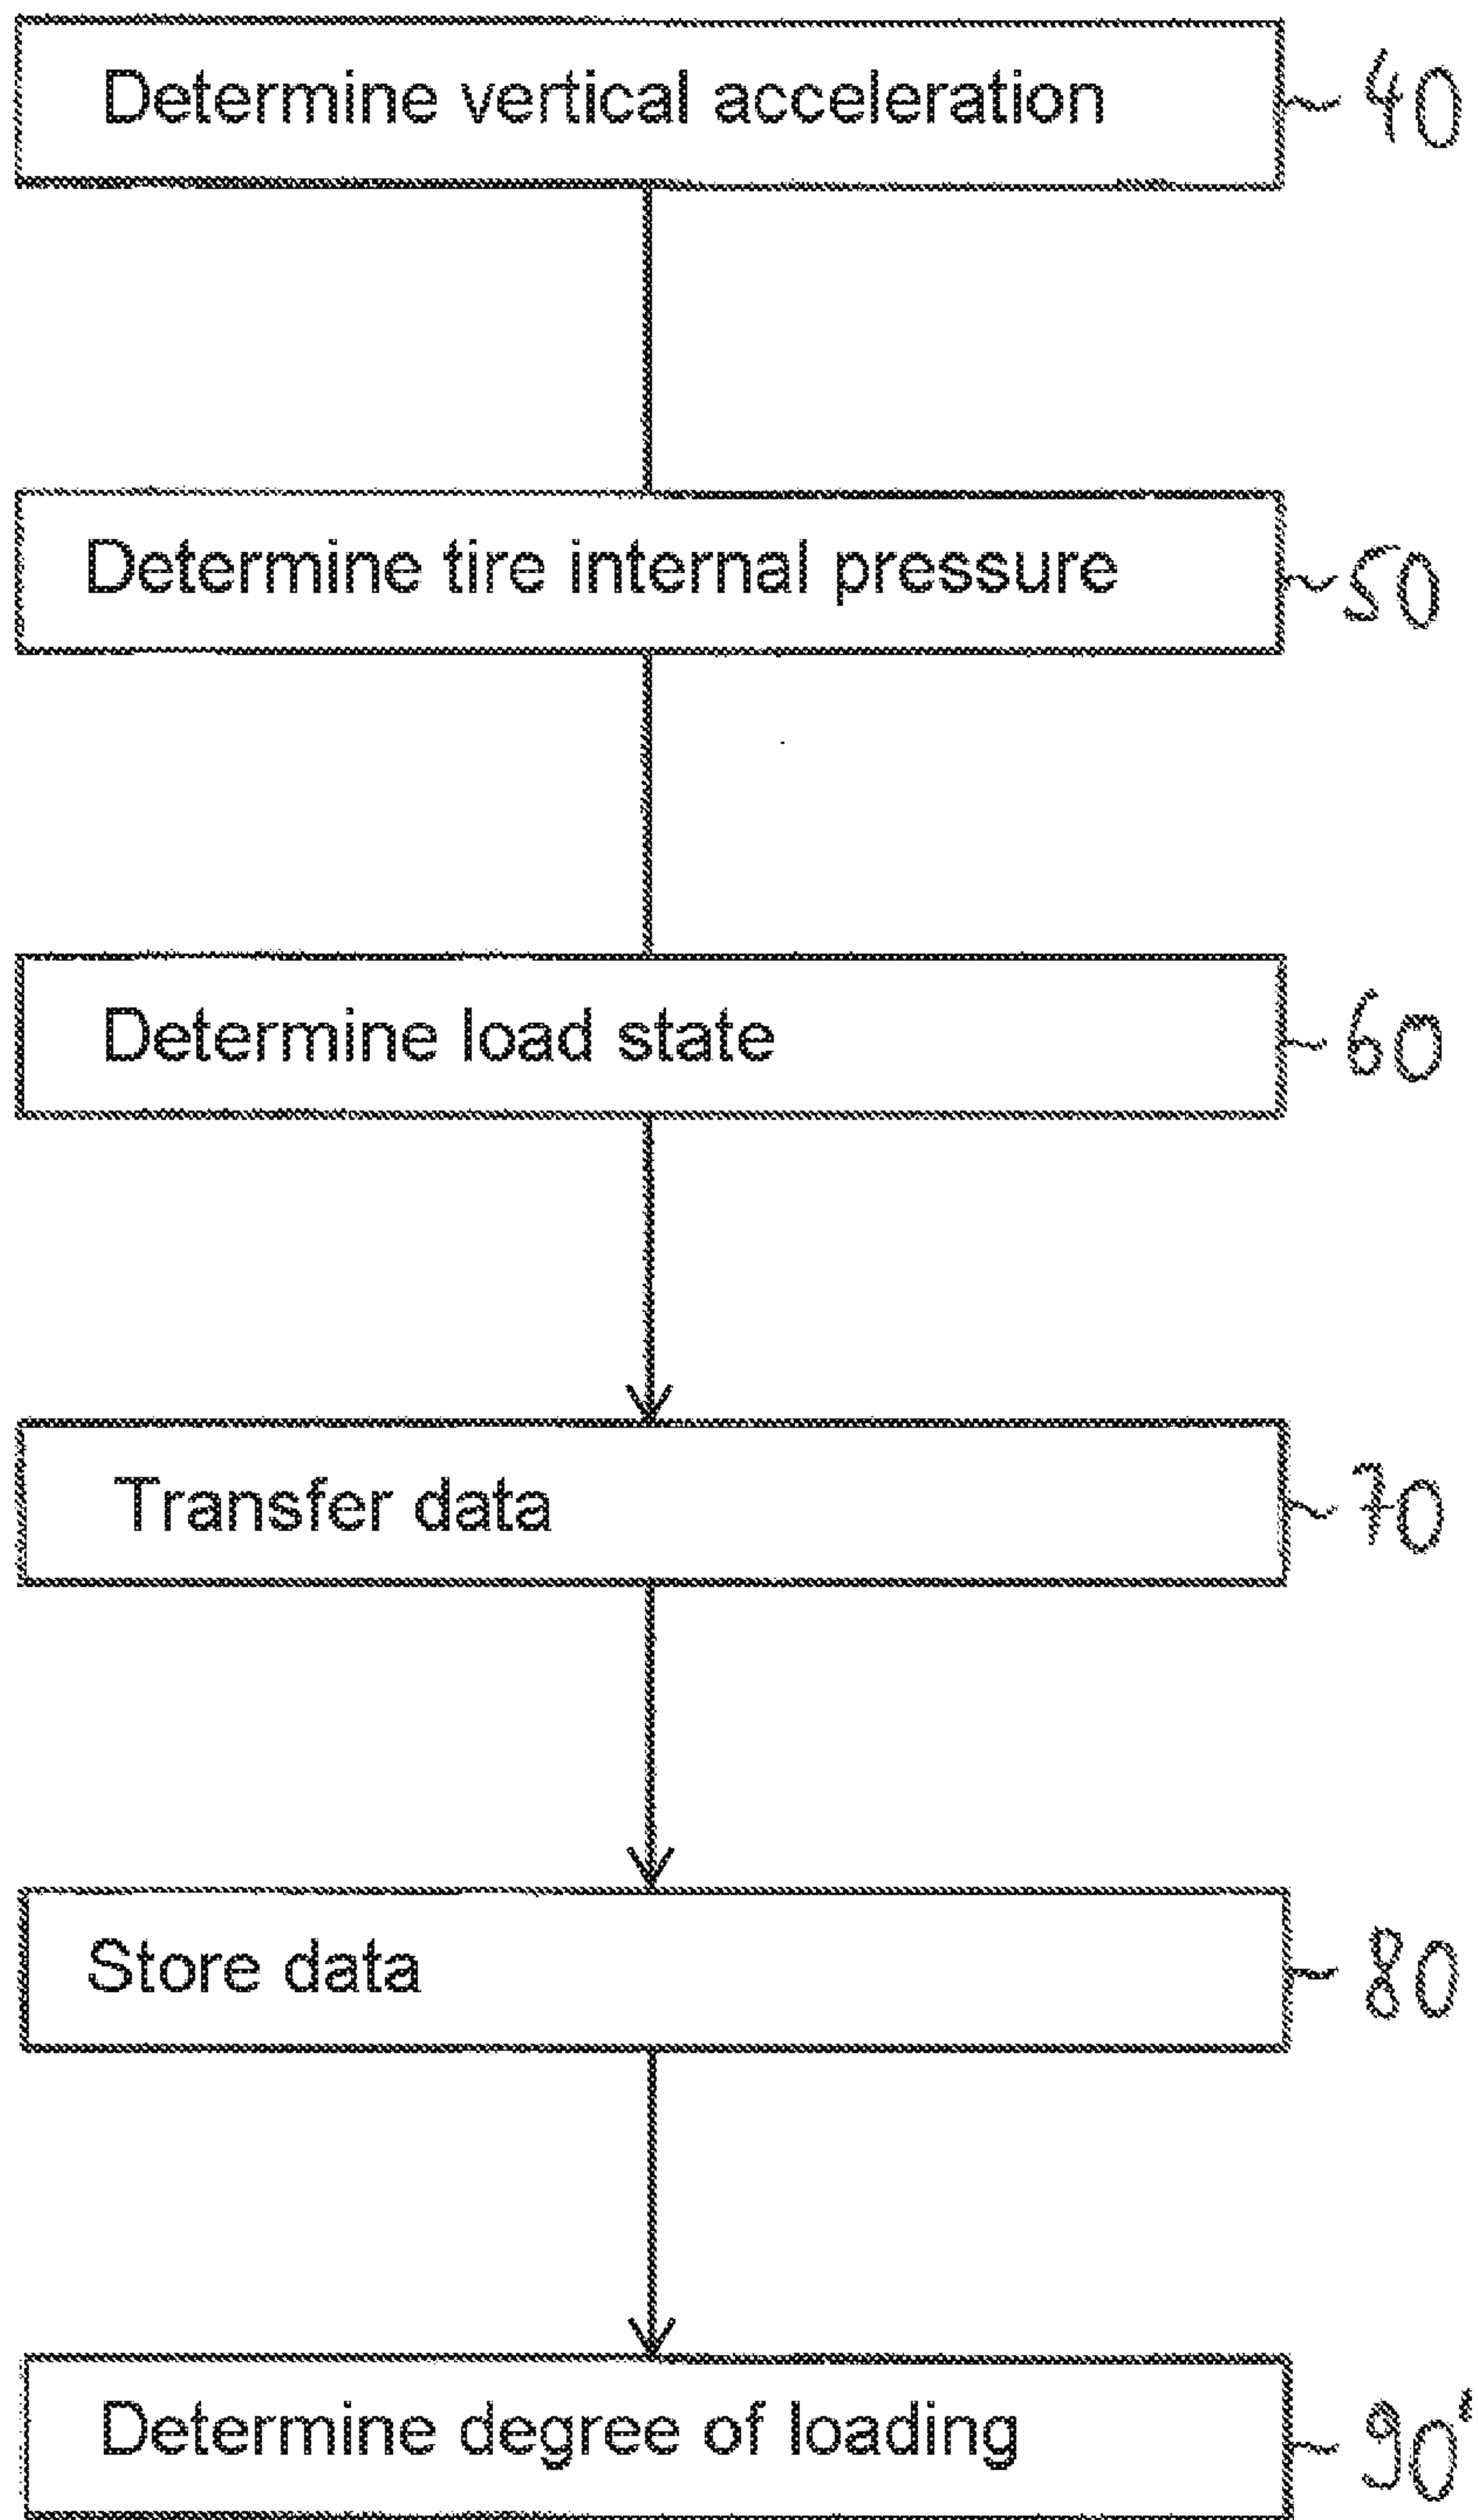 Determine vertical acceleration ~ 40
Determine tire internal pressure ~ 50
Determine load state ~ 60
Transfer data ~ 70
Store data ~ 80
Determine degree of loading ~ 90'